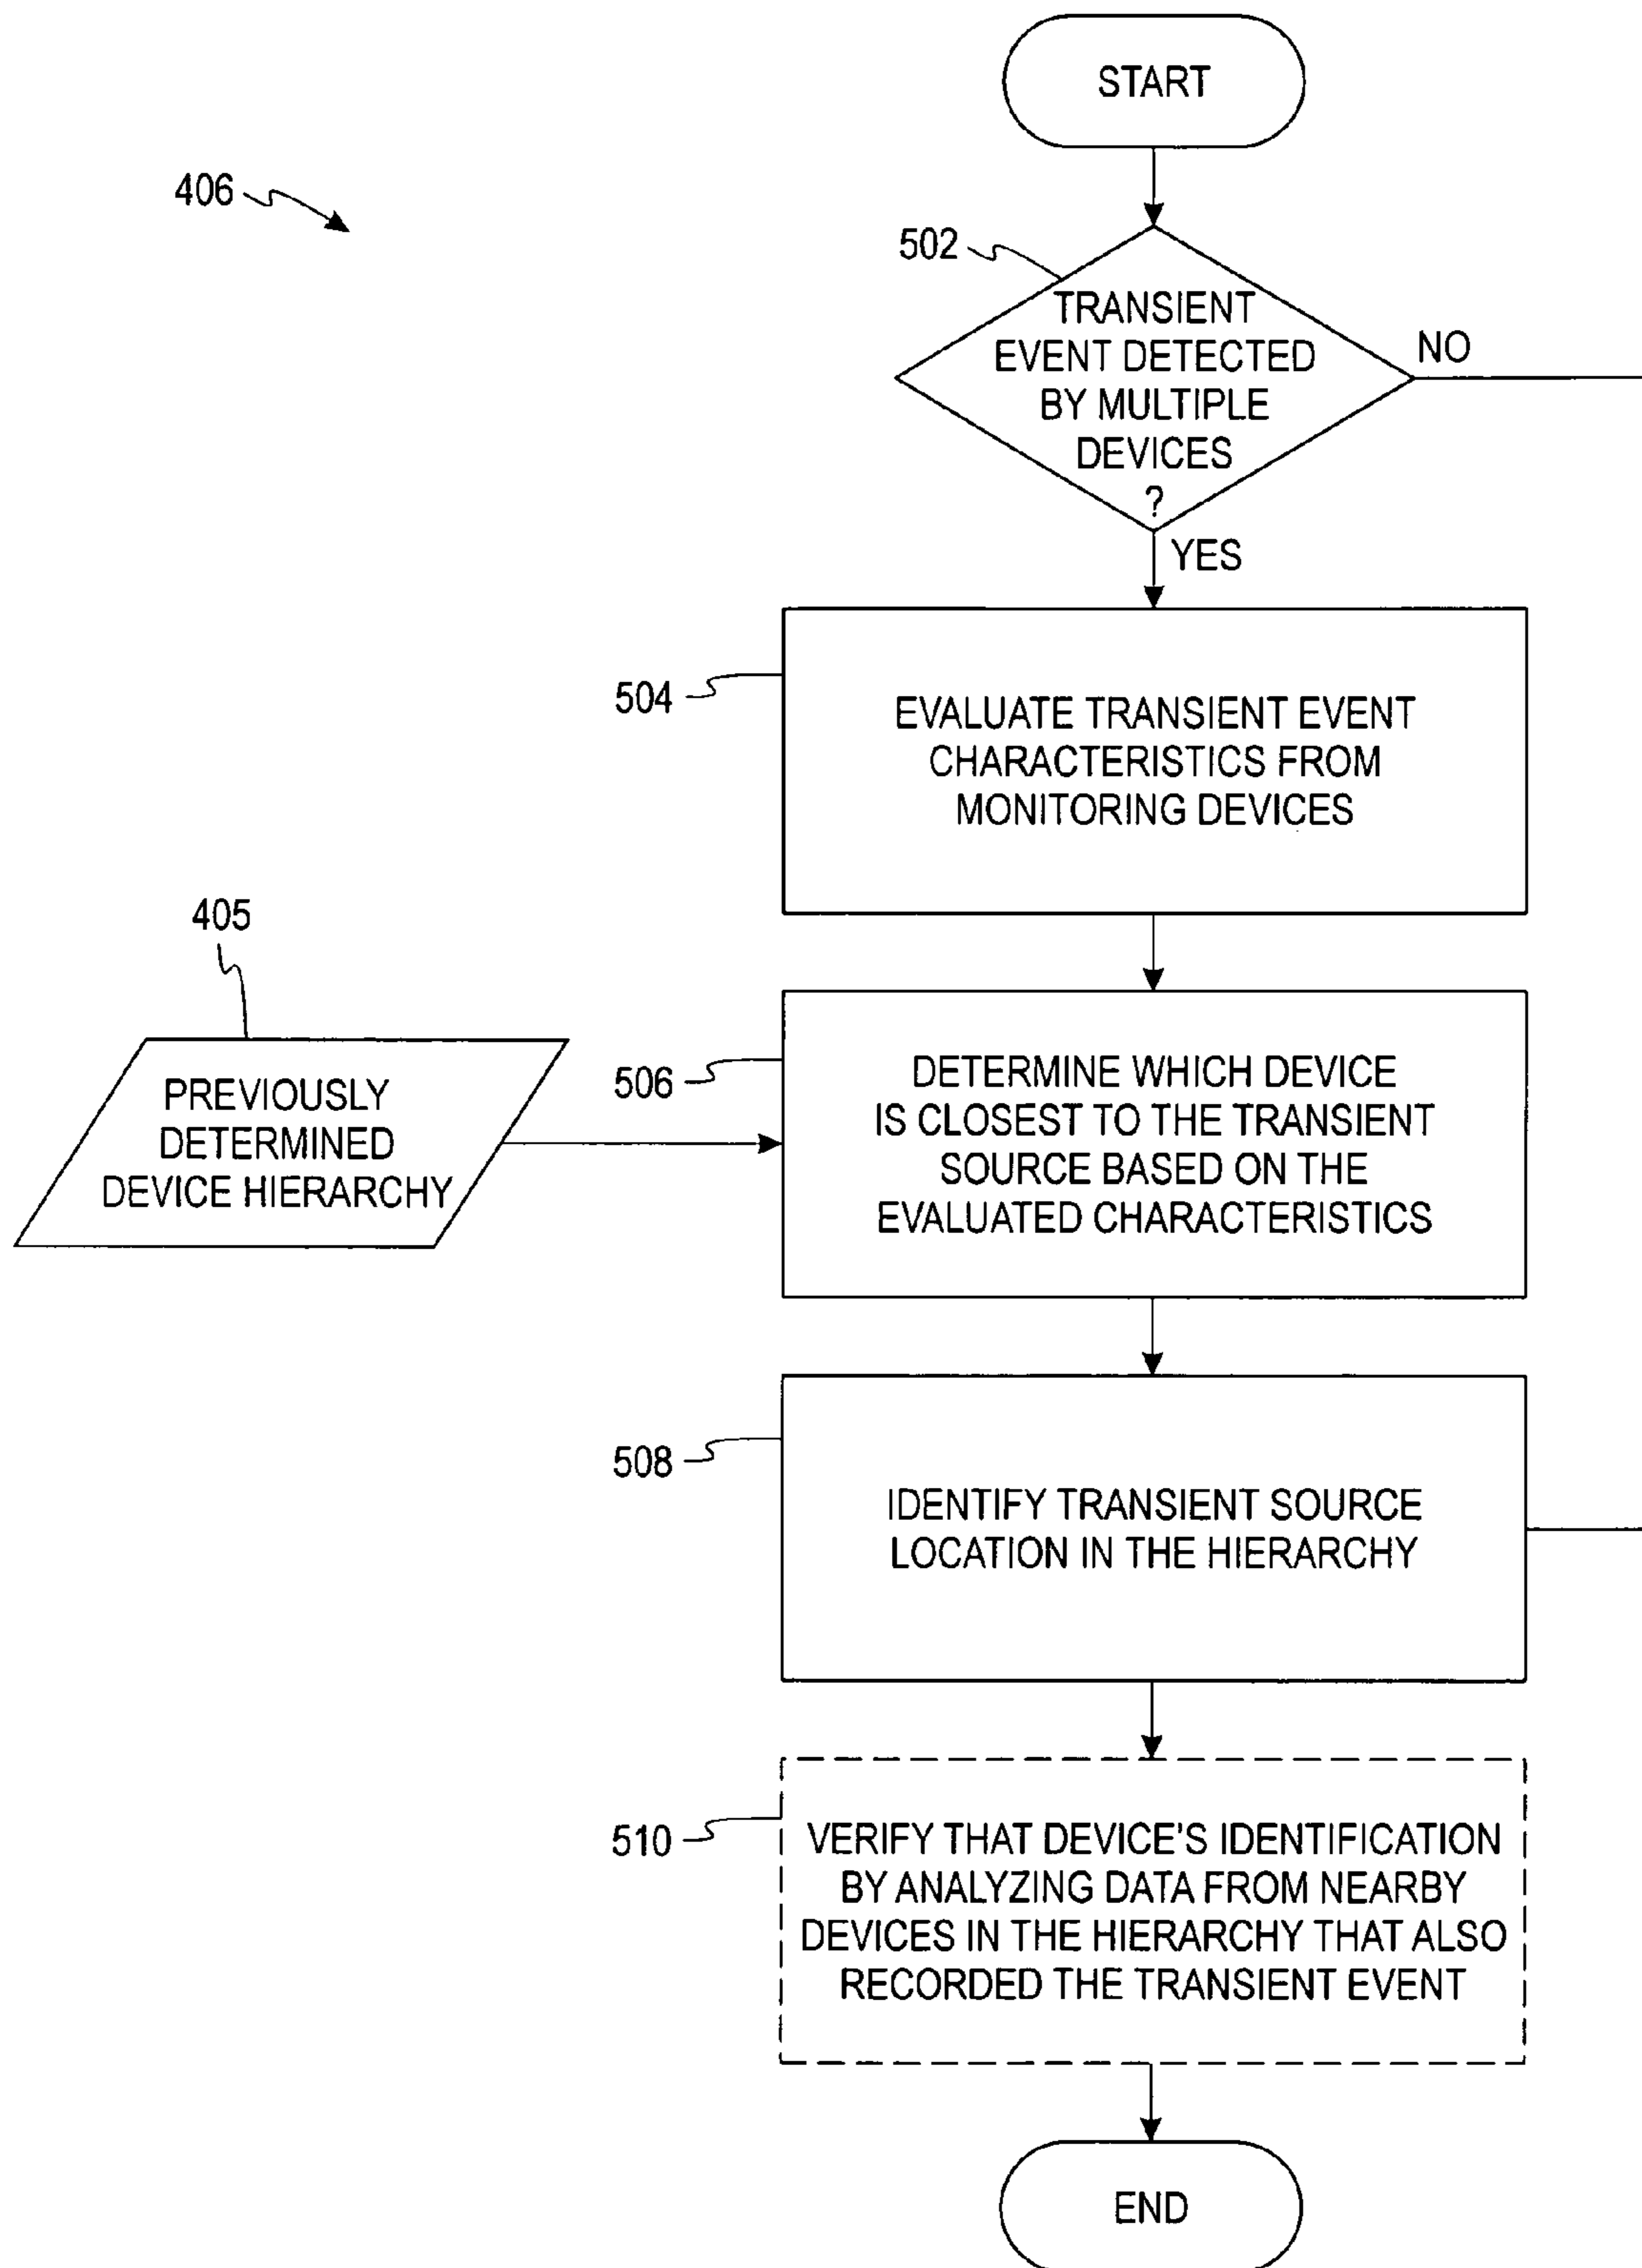 START
406
502
TRANSIENT
EVENT DETECTED
BY MULTIPLE
DEVICES
?
NO
YES
504
EVALUATE TRANSIENT EVENT
CHARACTERISTICS FROM
MONITORING DEVICES
405
PREVIOUSLY
DETERMINED
DEVICE HIERARCHY
506
DETERMINE WHICH DEVICE
IS CLOSEST TO THE TRANSIENT
SOURCE BASED ON THE
EVALUATED CHARACTERISTICS
508
IDENTIFY TRANSIENT SOURCE
LOCATION IN THE HIERARCHY
510
VERIFY THAT DEVICE'S IDENTIFICATION
BY ANALYZING DATA FROM NEARBY
DEVICES IN THE HIERARCHY THAT ALSO
RECORDED THE TRANSIENT EVENT
END